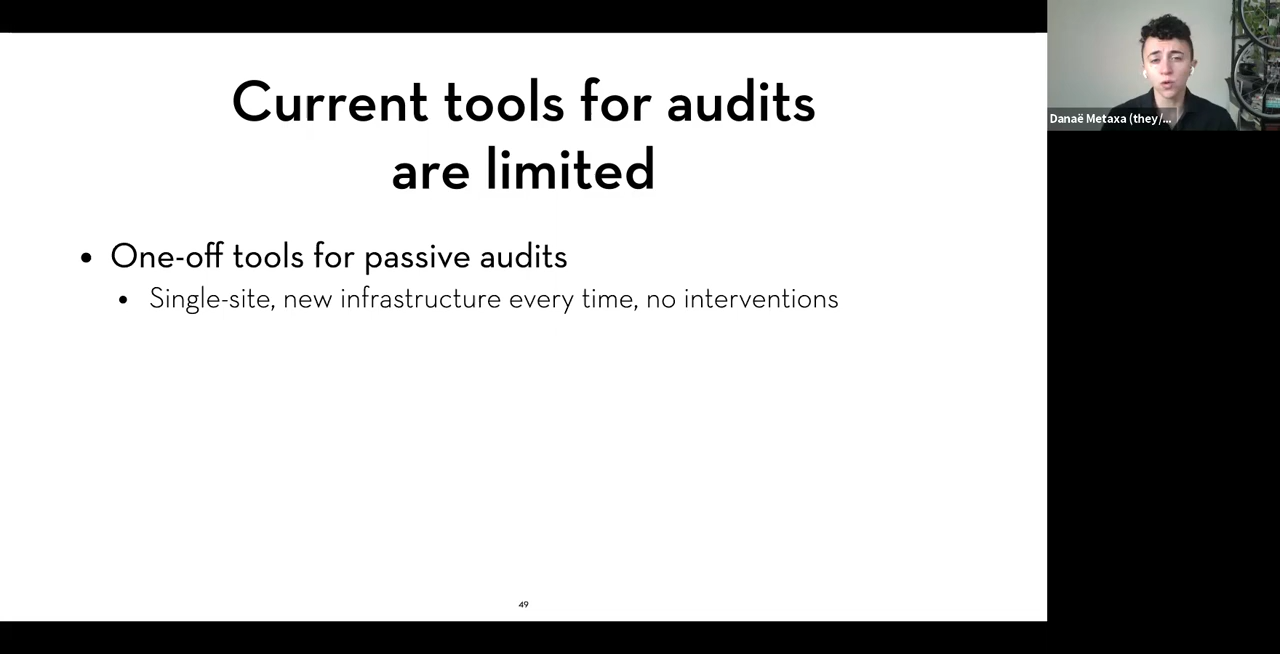 Current tools for audits
are limited
• One-off tools for passive audits
• Single-site, new infrastructure every time, no interventions
49
Danaë Metaxa (they/...